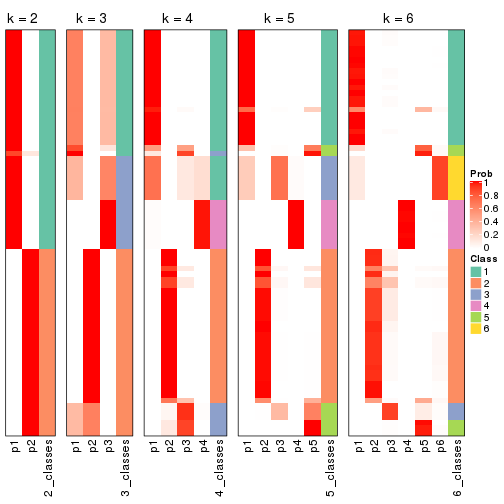 k = 2
k = 3
k = 4
k = 5
k = 6
Prob
1
0.8
0.6
0.4
0.2
0
Class
1
2
3
4
5
6
p1
p2
2_classes
p1
p2
p3
3_classes
p1
p2
p3
p4
4_classes
p1
p2
p3
p4
p5
5_classes
p1
p2
p3
p4
p5
p6
6_classes